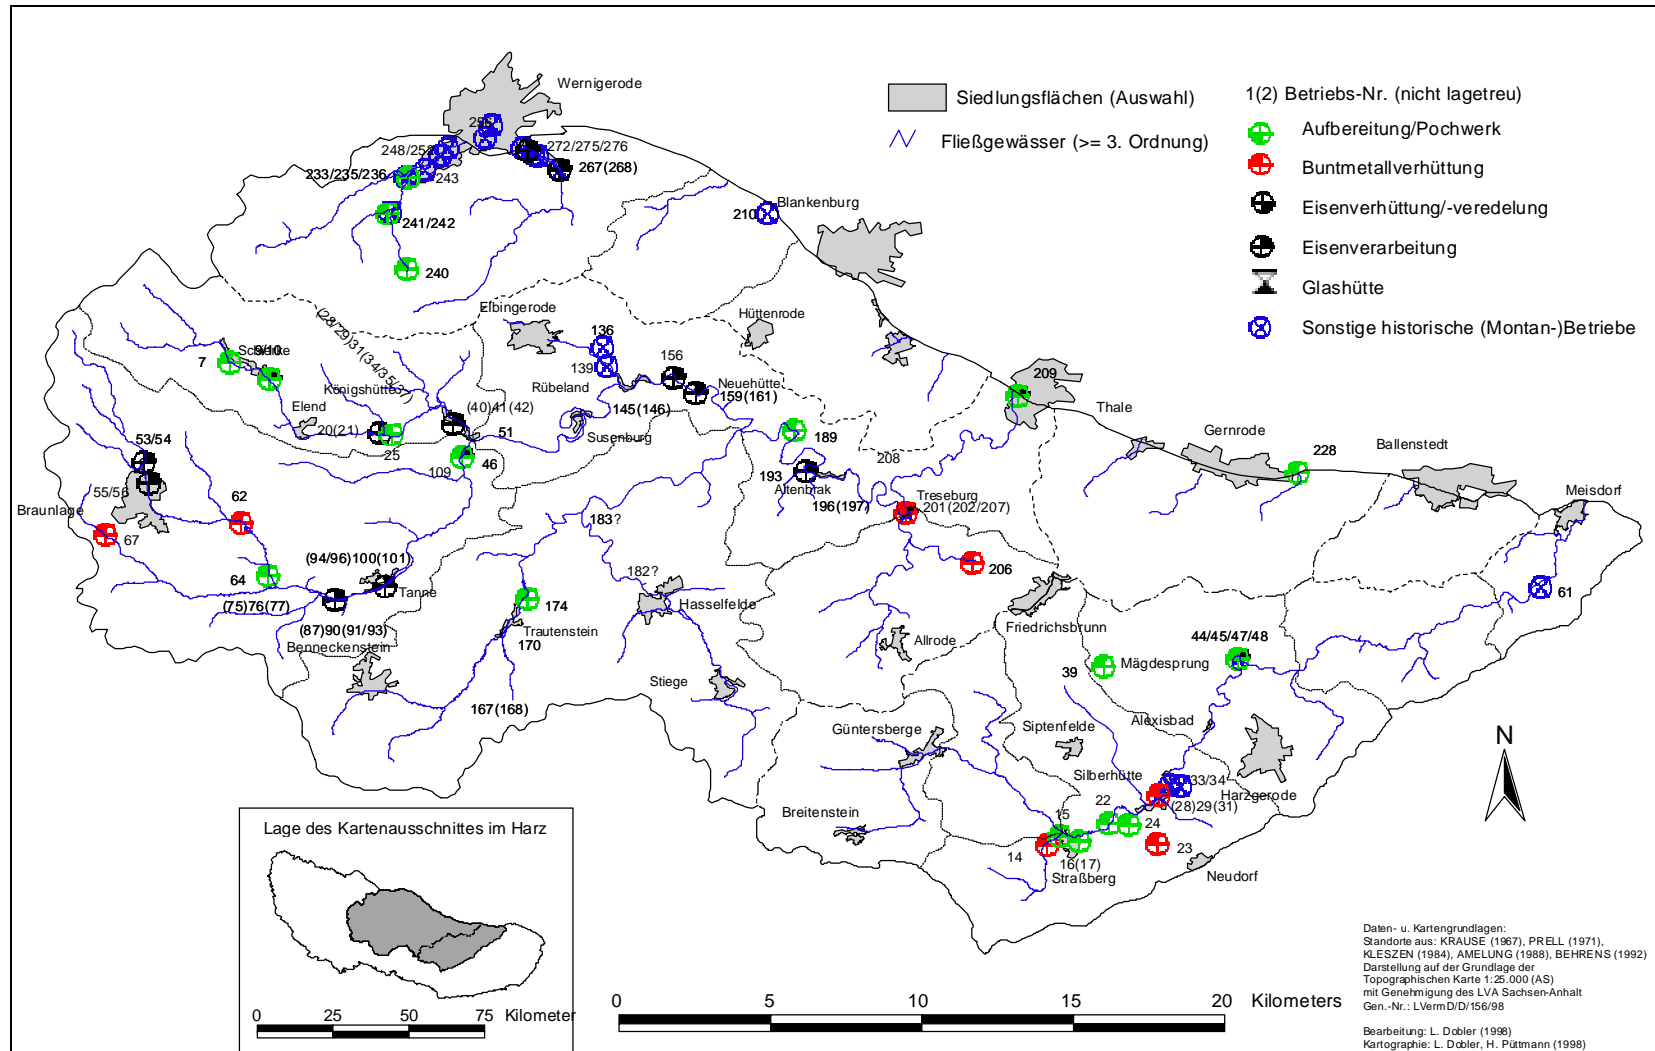 Wernigerode
Siedlungsflächen (Auswahl)
Fließgewässer (>= 3. Ordnung)
1(2) Betriebs-Nr. (nicht lagetreu)
Aufbereitung/Pochwerk
Buntmetallverhüttung
Eisenverhüttung/-veredelung
Eisenverarbeitung
Glashütte
Sonstige historische (Montan-)Betriebe
256
248/252
272/275/276
233/235/236
243
267(268)
241/242
210
Blankenburg
240
Elbingerode
Hüttenrode
(28/29)31(34/35/37)
136
9/10
Schierke
7
139
156
Königshütte
Rübeland
Neuehütte
159(161)
209
Thale
Elend
(40)41(42)
145(146)
20(21)
51
Susenburg
189
Gernrode
Ballenstedt
228
53/54
25
109
46
193
208
Altenbrak
55/56
62
196(197)
Treseburg
201(202/207)
Meisdorf
Braunlage
67
183?
(94/96)100(101)
182?
206
64
Tanne
174
Hasselfelde
61
(75)76(77)
Trautenstein
170
Friedrichsbrunn
(87)90(91/93)
Benneckenstein
Allrode
44/45/47/48
39
Mägdesprung
Stiege
167(168)
Güntersberge
Siptenfelde
Alexisbad
N
Silberhütte
33/34
Harzgerode
(28)29(31)
Breitenstein
22
15
24
14
16(17)
23
Straßberg
Neudorf
Lage des Kartenausschnittes im Harz
0 25 50 75 Kilometer
0 5 10 15 20 Kilometers
Daten- u. Kartengrundlagen:
Standorte aus: KRAUSE (1967), PRELL (1971),
KLESZEN (1984), AMELUNG (1988), BEHRENS (1992)
Darstellung auf der Grundlage der
Topographischen Karte 1:25.000 (AS)
mit Genehmigung des LVA Sachsen-Anhalt
Gen.-Nr.: LVermD/D/156/98
Bearbeitung: L. Dobler (1998)
Kartographie: L. Dobler, H. Püttmann (1998)